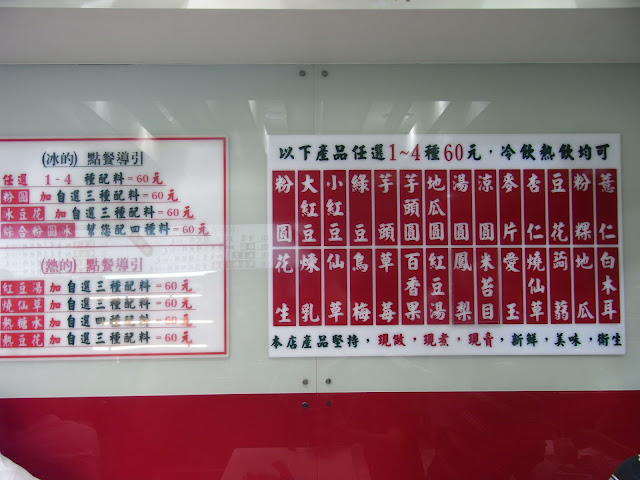 (冰的) 點餐導引
任選 1-4 種配料=60元
粉圓 加自選三種配料=60元
冰豆花 加自選三種配料=60元
綜合粉圓冰 幫您配四種料=60元
(熱的) 點餐導引
紅豆湯 加自選三種配料=60元
燒仙草 加自選三種配料=60元
熱糖水 加自選四種配料=60元
熱豆花 加自選三種配料=60元
以下產品任選1~4種60元，冷飲熱飲均可
粉圓 大紅豆 小紅豆 綠豆 芋頭 芋頭圓 地瓜圓 湯圓 涼圓 麥片 杏仁 豆花 粉粿 薏仁
花生 煉乳 仙草 烏梅 草莓 百香果 紅豆湯 鳳梨 米苔目 愛玉 燒仙草 蒟蒻 地瓜 白木耳
本店產品堅持，現做，現煮，現賣，新鮮，美味，衛生